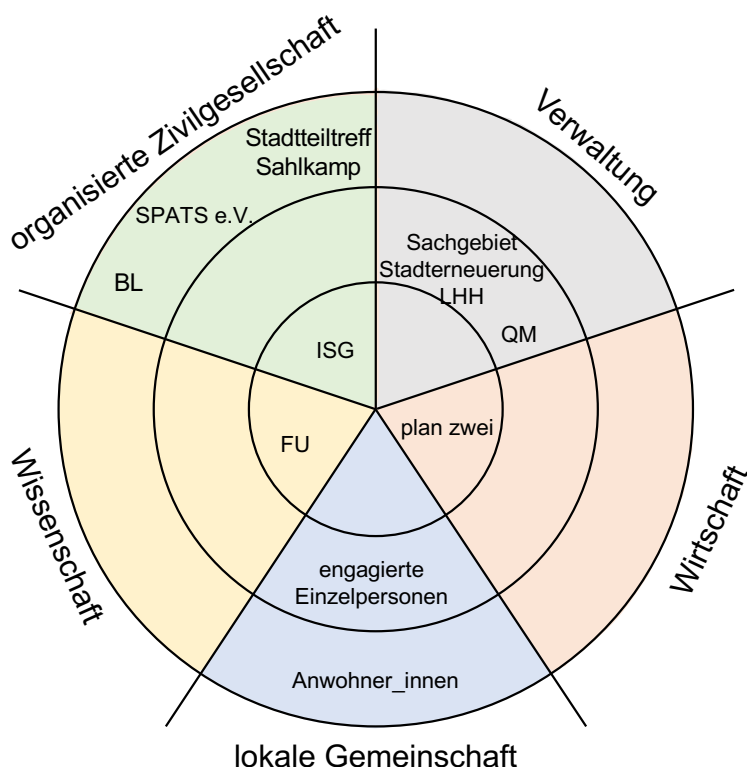 organisierte Zivilgesellschaft
Verwaltung
Stadtteiltreff
Sahlkamp
SPATS e.V.
BL
ISG
Sachgebiet
Stadterneuerung
LHH
QM
FU
plan zwei
engagierte
Einzelpersonen
Anwohner_innen
Wissenschaft
Wirtschaft
lokale Gemeinschaft